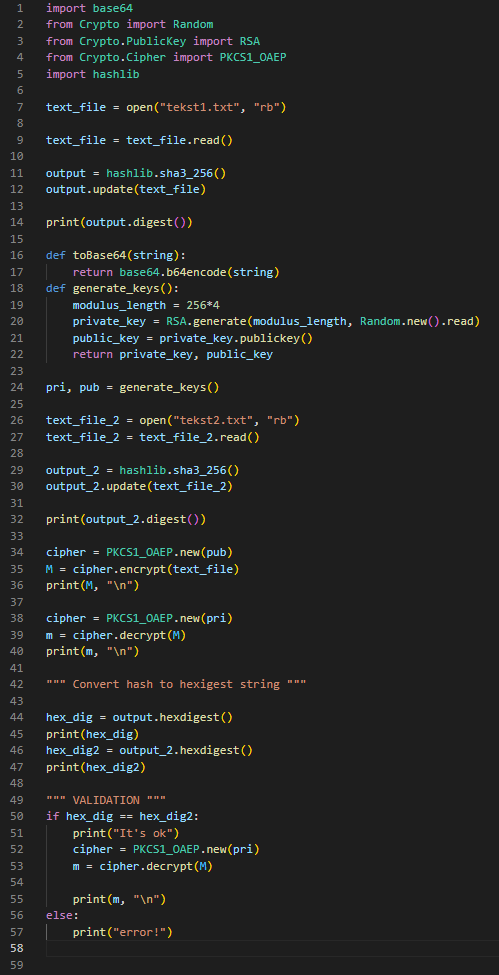 1 import base64
2 from Crypto import Random
3 from Crypto.PublicKey import RSA
4 from Crypto.Cipher import PKCS1_OAEP
5 import hashlib
6
7 text_file = open("tekst1.txt", "rb")
8
9 text_file = text_file.read()
10
11 output = hashlib.sha3_256()
12 output.update(text_file)
13
14 print(output.digest())
15
16 def toBase64(string):
17     return base64.b64encode(string)
18 def generate_keys():
19     modulus_length = 256*4
20     private_key = RSA.generate(modulus_length, Random.new().read)
21     public_key = private_key.publickey()
22     return private_key, public_key
23
24 pri, pub = generate_keys()
25
26 text_file_2 = open("tekst2.txt", "rb")
27 text_file_2 = text_file_2.read()
28
29 output_2 = hashlib.sha3_256()
30 output_2.update(text_file_2)
31
32 print(output_2.digest())
33
34 cipher = PKCS1_OAEP.new(pub)
35 M = cipher.encrypt(text_file)
36 print(M, "\n")
37
38 cipher = PKCS1_OAEP.new(pri)
39 m = cipher.decrypt(M)
40 print(m, "\n")
41
42 """ Convert hash to hexigest string """
43
44 hex_dig = output.hexdigest()
45 print(hex_dig)
46 hex_dig2 = output_2.hexdigest()
47 print(hex_dig2)
48
49 """ VALIDATION """
50 if hex_dig == hex_dig2:
51     print("It's ok")
52     cipher = PKCS1_OAEP.new(pri)
53     m = cipher.decrypt(M)
54
55     print(m, "\n")
56 else:
57     print("error!")
58
59